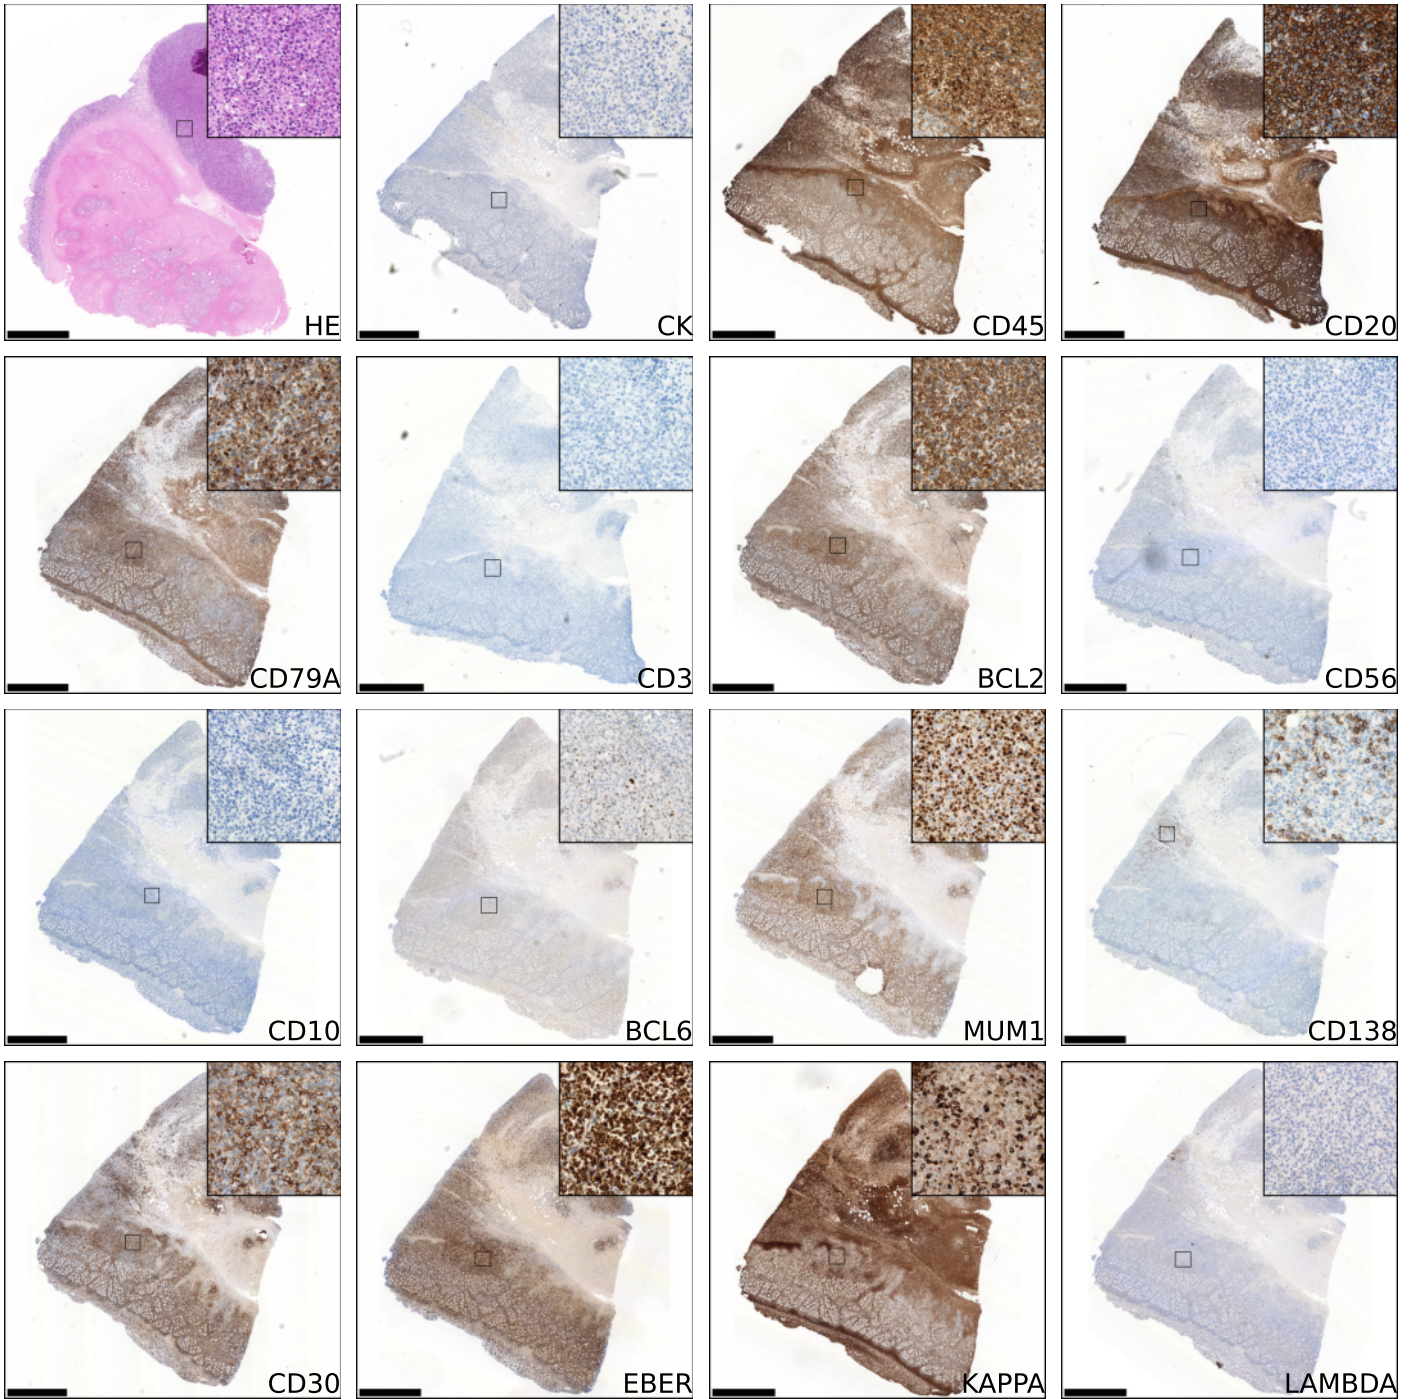 HE
CK
CD45
CD20
CD79A
CD3
BCL2
CD56
CD10
BCL6
MUM1
CD138
CD30
EBER
KAPPA
LAMBDA